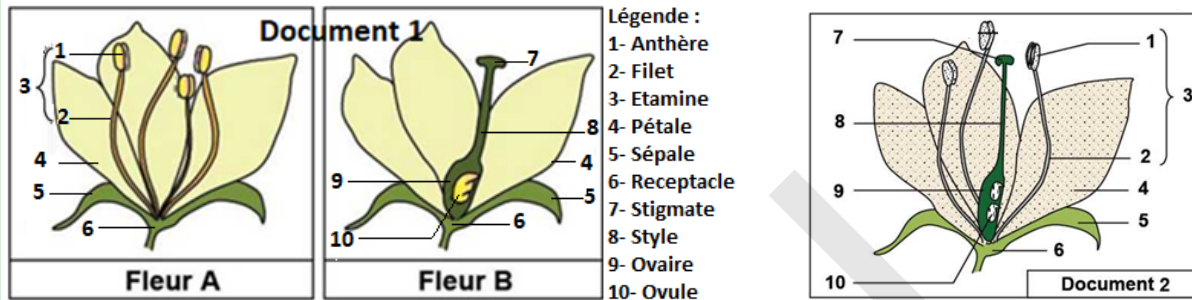 Document 1
1
3
2
4
5
6
Fleur A
7
8
4
9
5
6
10
Fleur B
Légende :
1- Anthère
2- Filet
3- Etamine
4- Pétale
5- Sépale
6- Receptacle
7- Stigmate
8- Style
9- Ovaire
10- Ovule
7
1
3
8
2
9
4
5
6
10
Document 2